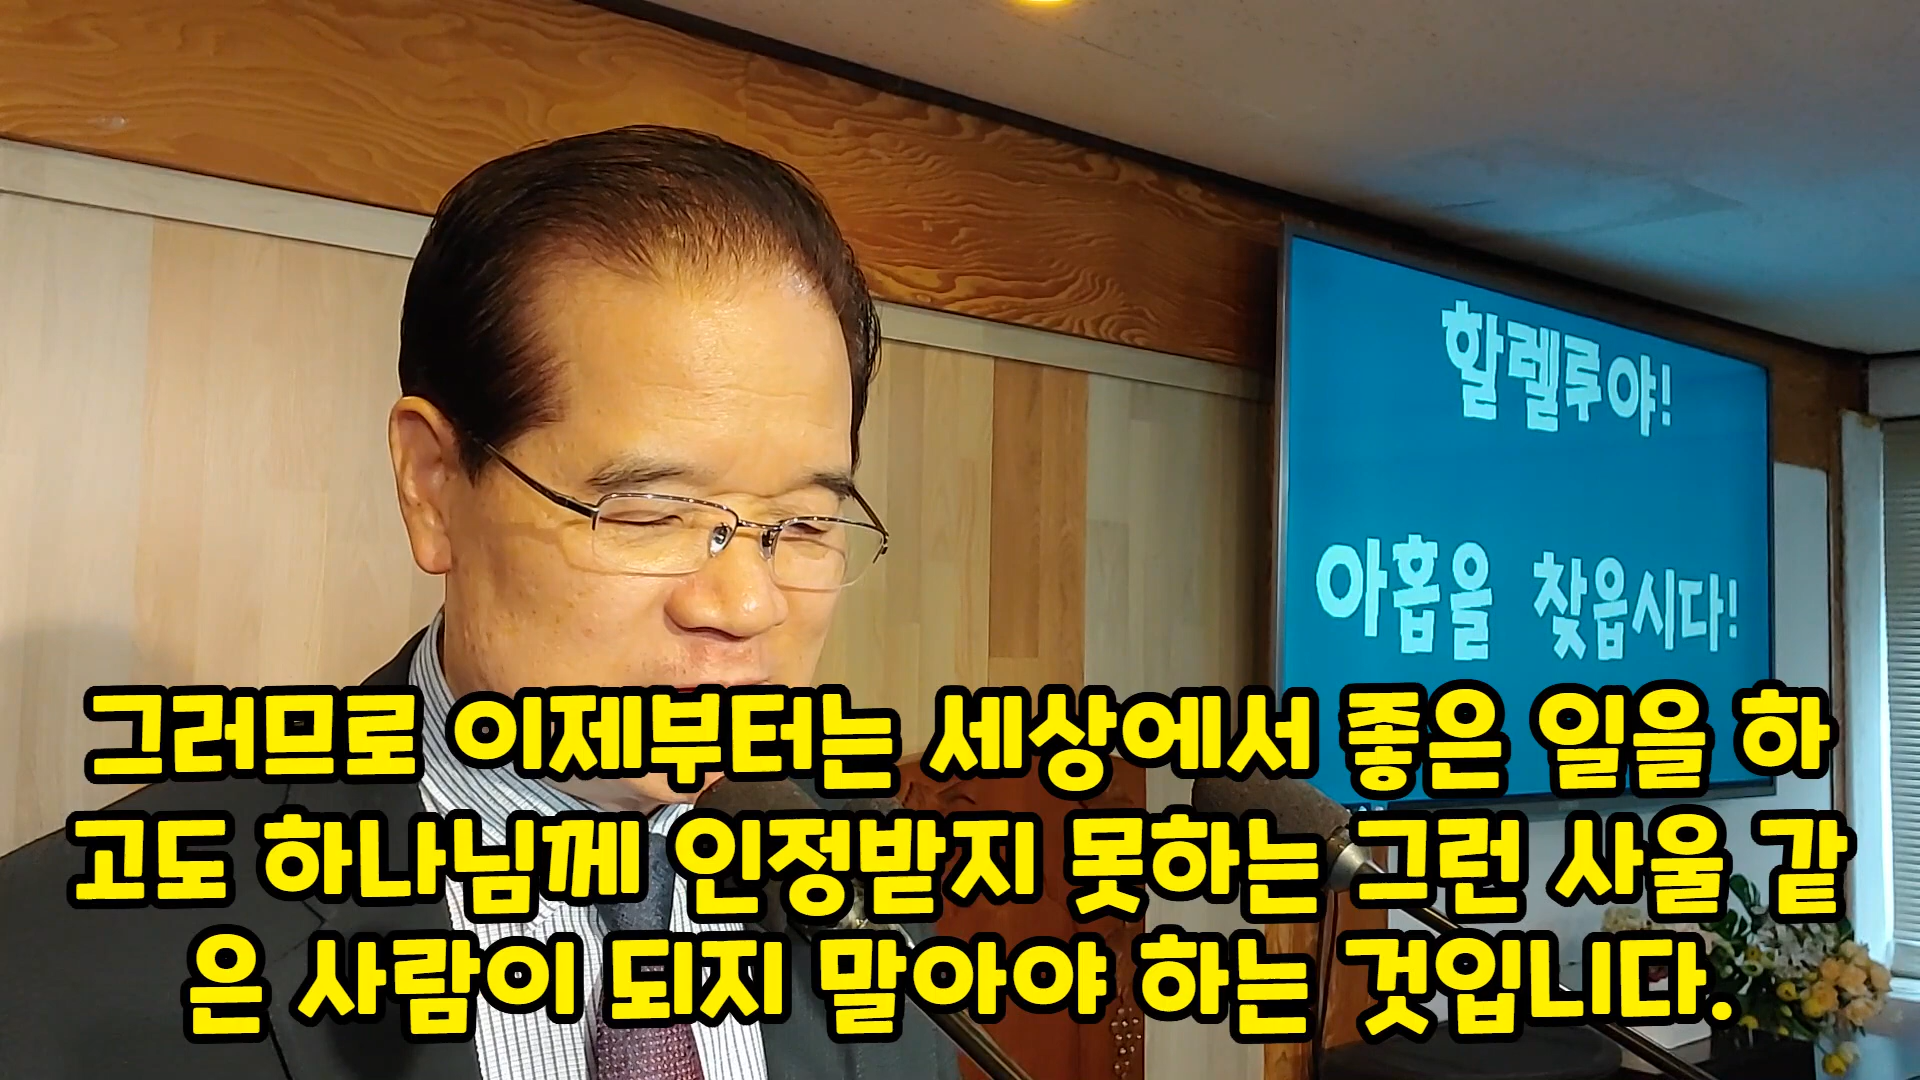 할렐루야!
아홉을 찾읍시다!
그러므로 이제부터는 세상에서 좋은 일을 하
고도 하나님께 인정받지 못하는 그런 사울 같
은 사람이 되지 말아야 하는 것입니다.